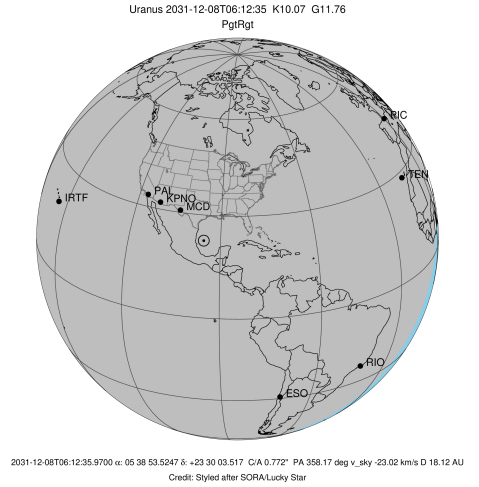 Uranus 2031-12-08T06:12:35 K10.07 G11.76
PgtRgt
PIC
TEN
PAL
KPNO
MCD
IRTF
RIO
ESO
2031-12-08T06:12:35.9700 α: 05 38 53.5247 δ: +23 30 03.517 C/A 0.772" PA 358.17 deg v_sky -23.02 km/s D 18.12 AU
Credit: Styled after SORA/Lucky Star